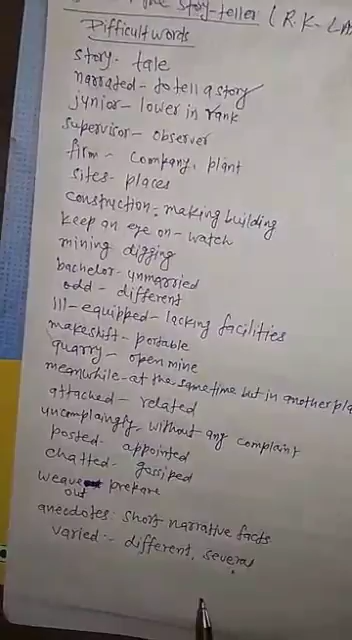 The Story-teller (R.K-La
Difficult words
story- tale
narrated- to tell a story
junior- lower in rank
supervisor- observer
firm- company, plant
sites- places
construction- making building
keep an eye on- watch
mining digging
bachelor- unmarried
odd- different
Ill-equipped- lacking facilities
makeshift- portable
quarry- open mine
meanwhile- at the same time but in another pla
attached- related
uncomplaingly- without any complaint
posted- appointed
chatted- gossiped
weave prepare
out
anecdotes: short narrative facts
varied:- different, several